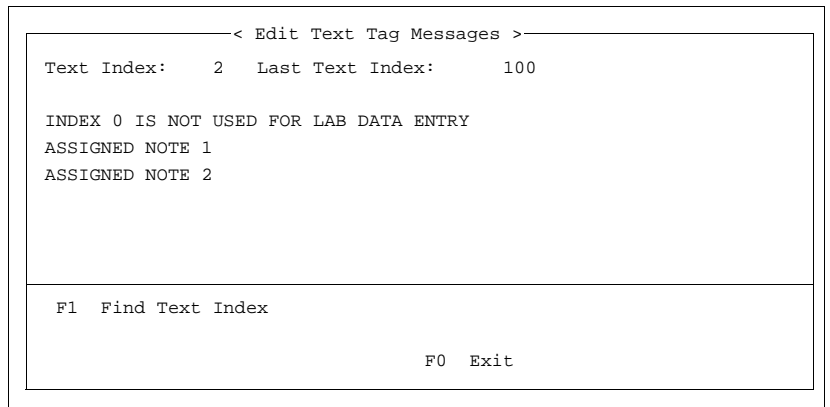 < Edit Text Tag Messages >
Text Index: 2 Last Text Index: 100
INDEX 0 IS NOT USED FOR LAB DATA ENTRY
ASSIGNED NOTE 1
ASSIGNED NOTE 2
F1 Find Text Index
F0 Exit